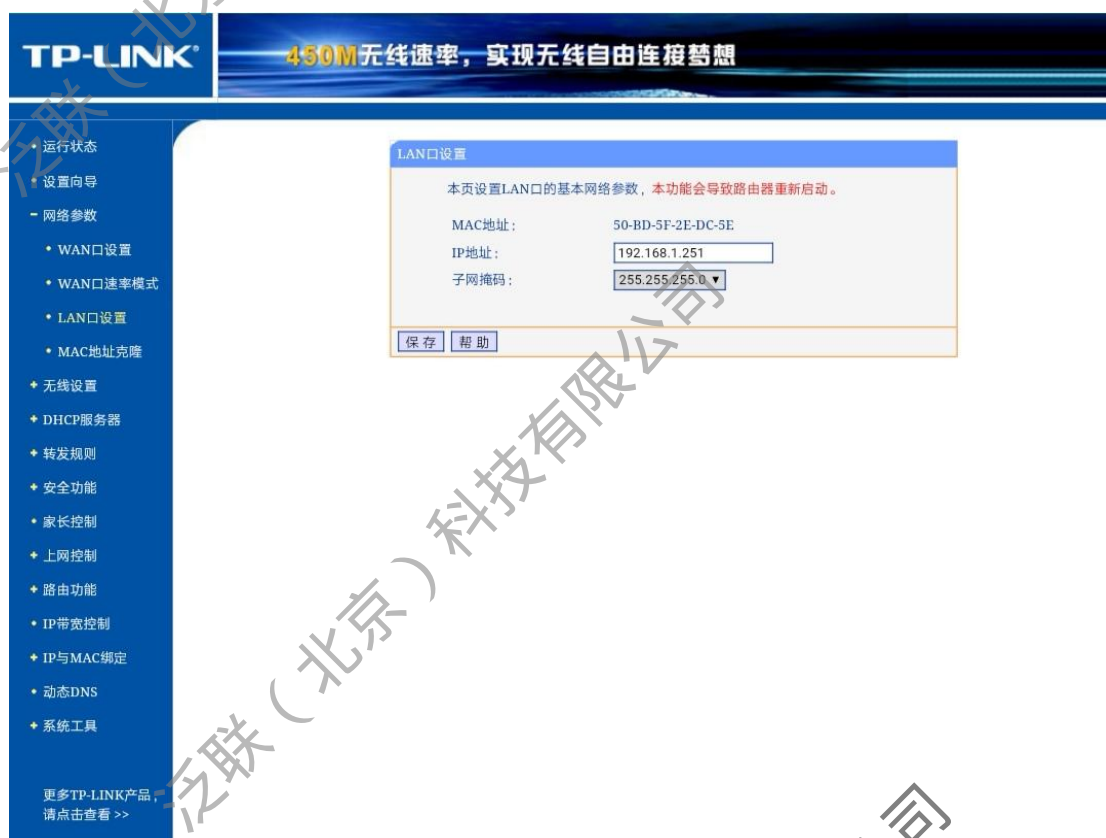 TP-LINK
450M无线速率，实现无线自由连接梦想
运行状态
设置向导
网络参数
WAN口设置
WAN口速率模式
LAN口设置
MAC地址克隆
无线设置
DHCP服务器
转发规则
安全功能
家长控制
上网控制
路由功能
IP带宽控制
IP与MAC绑定
动态DNS
系统工具
更多TP-LINK产品，
请点击查看 >>
LAN口设置
本页设置LAN口的基本网络参数，本功能会导致路由器重新启动。
MAC地址： 50-BD-5F-2E-DC-5E
IP地址： 192.168.1.251
子网掩码： 255.255.255.0
保存 帮助
泛联（北京）科技有限公司
泛联（北
司